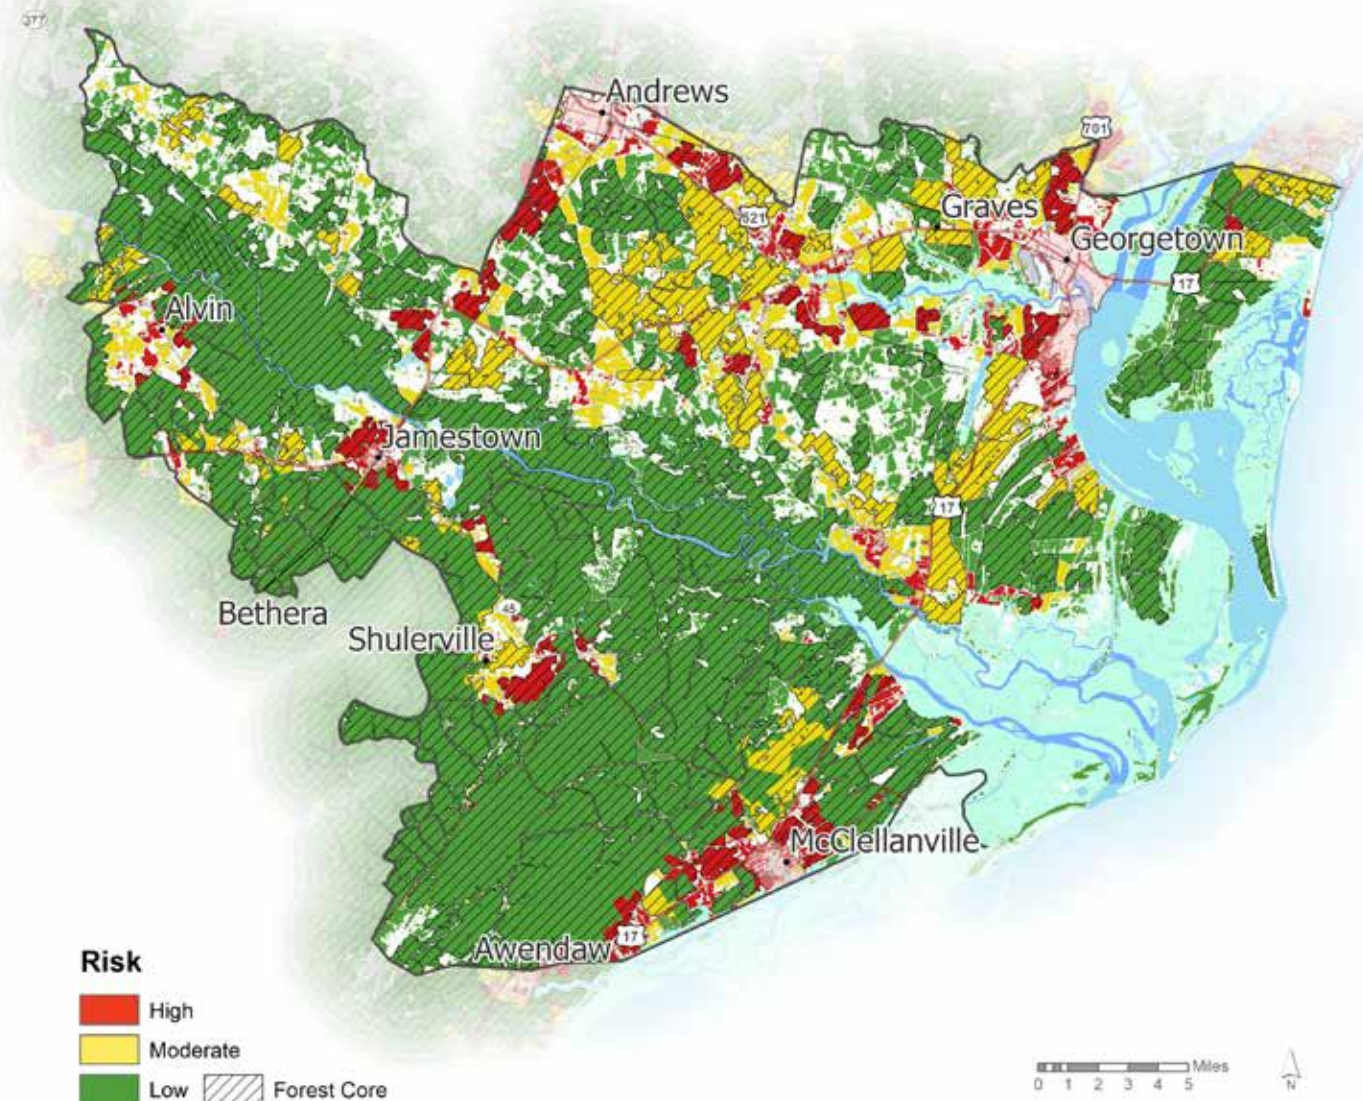 377
Andrews
701
521
Graves
Georgetown
17
Alvin
Jamestown
17
Bethera
45
Shulerville
McClellanville
Awendaw
17
Risk
High
Moderate
Low
Forest Core
Miles
0 1 2 3 4 5
N